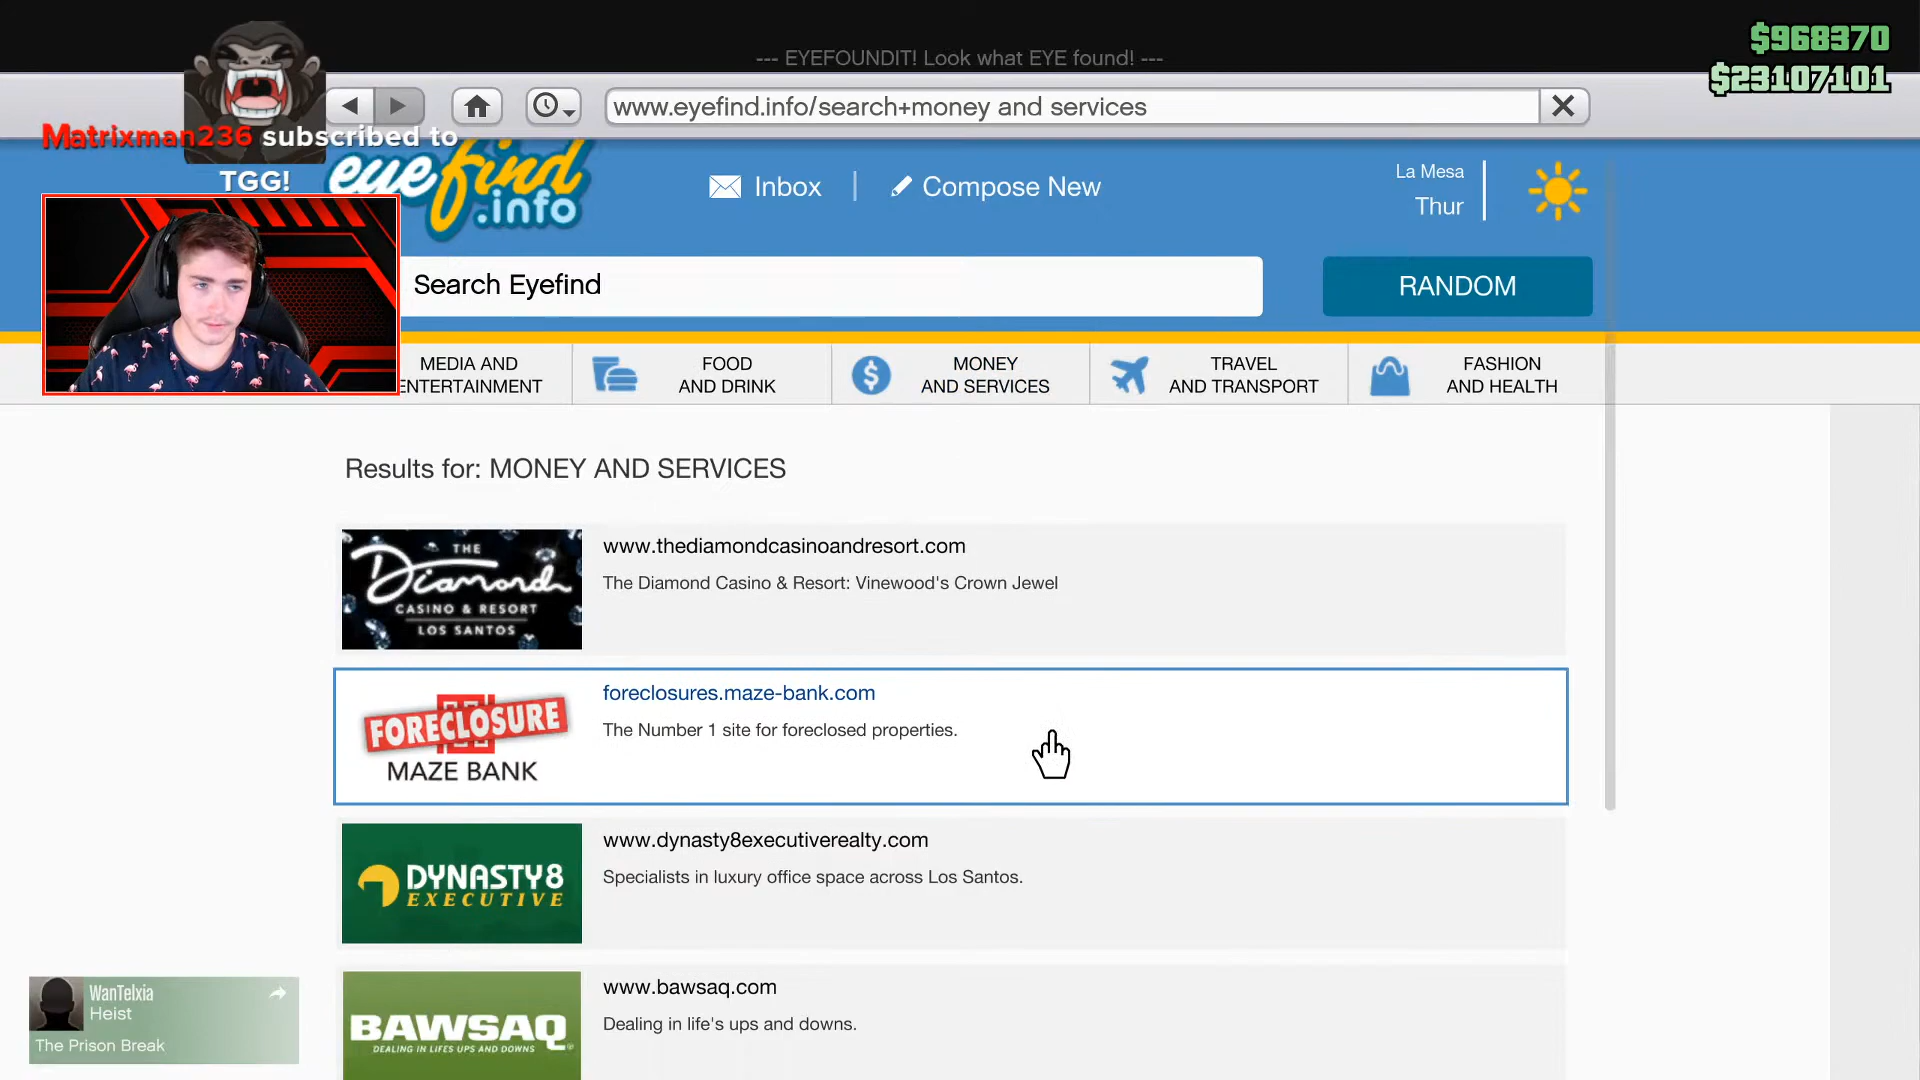 --- EYEFOUNDIT! Look what EYE found! ---
$968370
$23107101
www.eyefind.info/search+money and services
Matrixman236 subscribed to
TGG!
eyefind
.info
Inbox
Compose New
La Mesa
Thur
Search Eyefind
RANDOM
MEDIA AND
ENTERTAINMENT
FOOD
AND DRINK
MONEY
AND SERVICES
TRAVEL
AND TRANSPORT
FASHION
AND HEALTH
Results for: MONEY AND SERVICES
THE
Diamond
CASINO & RESORT
LOS SANTOS
www.thediamondcasinoandresort.com
The Diamond Casino & Resort: Vinewood's Crown Jewel
FORECLOSURE
MAZE BANK
foreclosures.maze-bank.com
The Number 1 site for foreclosed properties.
DYNASTY8
EXECUTIVE
www.dynasty8executiverealty.com
Specialists in luxury office space across Los Santos.
BAWSAQ
DEALING IN LIFES UPS AND DOWNS
www.bawsaq.com
Dealing in life's ups and downs.
WanTelxia
Heist
The Prison Break